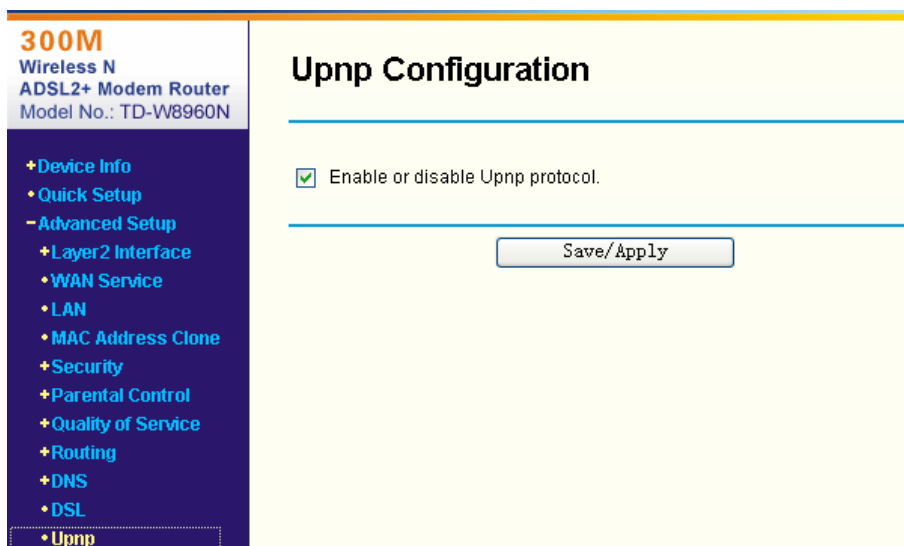 300M
Wireless N
ADSL2+ Modem Router
Model No.: TD-W8960N
+Device Info
•Quick Setup
-Advanced Setup
+Layer2 Interface
•WAN Service
•LAN
•MAC Address Clone
+Security
+Parental Control
+Quality of Service
+Routing
+DNS
•DSL
•Upnp
Upnp Configuration
Enable or disable Upnp protocol.
Save/Apply